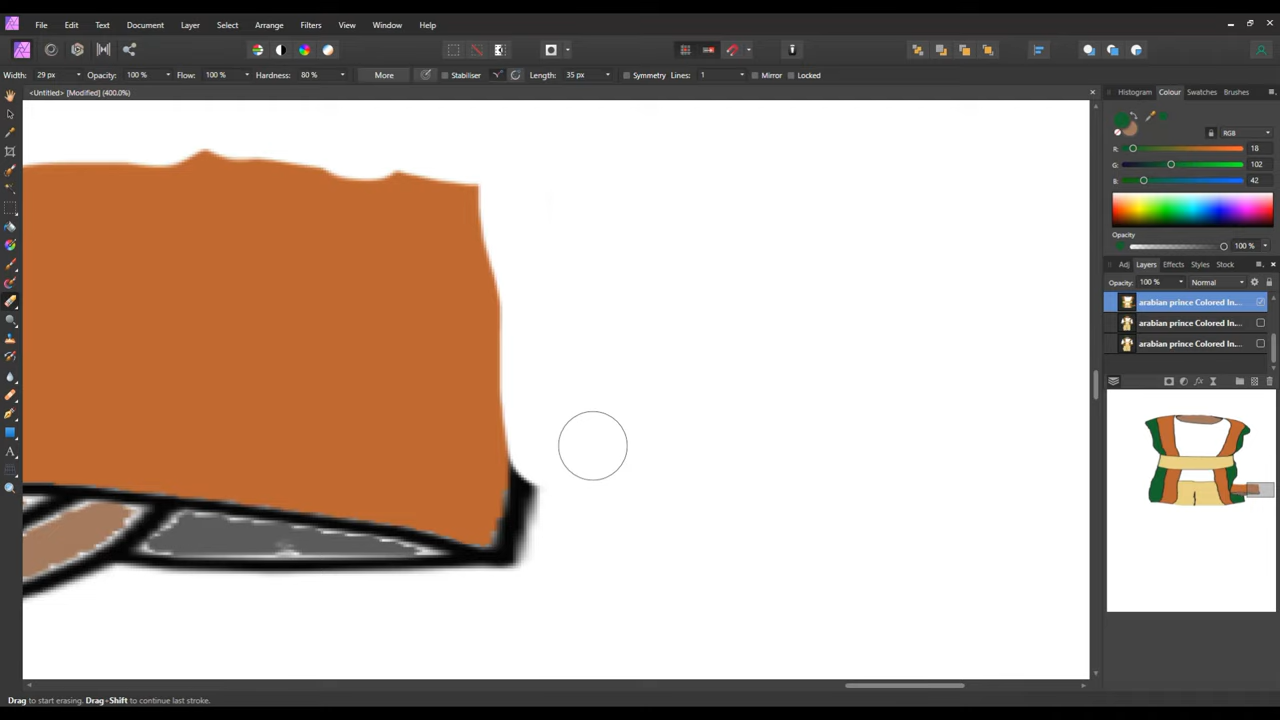 File Edit Text Document Layer Select Arrange Filters View Window Help
Width: 29 px Opacity: 100 % Flow: 100 % Hardness: 80 % More Stabiliser Length: 35 px Symmetry Lines: 1 Mirror Locked
<Untitled> [Modified] (400.0%)
Histogram Colour Swatches Brushes
RGB
R: 18
G: 102
B: 42
Opacity
100 %
Adj Layers Effects Styles Stock
Opacity: 100 % Normal
arabian prince Colored In...
arabian prince Colored In...
arabian prince Colored In...
Drag to start erasing. Drag+Shift to continue last stroke.